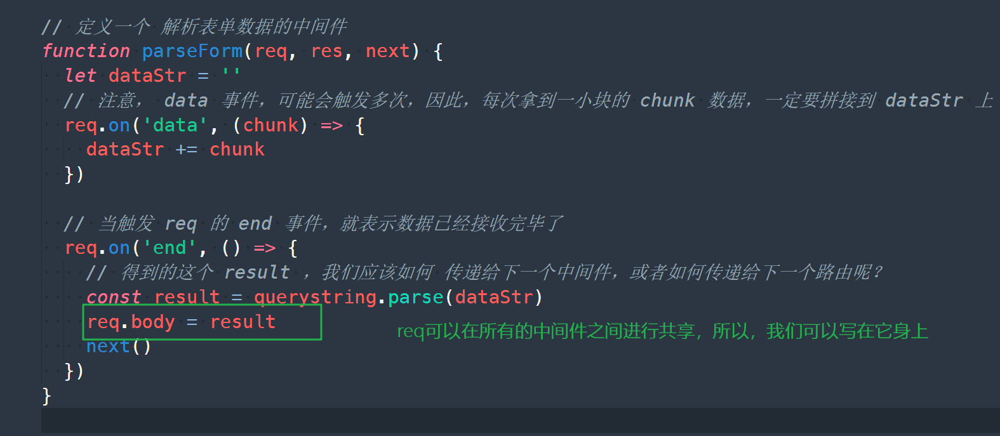 // 定义一个 解析表单数据的中间件
function parseForm(req, res, next) {
let dataStr = ''
// 注意， data 事件，可能会触发多次，因此，每次拿到一小块的 chunk 数据，一定要拼接到 dataStr 上
req.on('data', (chunk) => {
dataStr += chunk
})
// 当触发 req 的 end 事件，就表示数据已经接收完毕了
req.on('end', () => {
// 得到的这个 result ，我们应该如何 传递给下一个中间件，或者如何传递给下一个路由呢？
const result = querystring.parse(dataStr)
req.body = result
req可以在所有的中间件之间进行共享，所以，我们可以写在它身上
next()
})
}